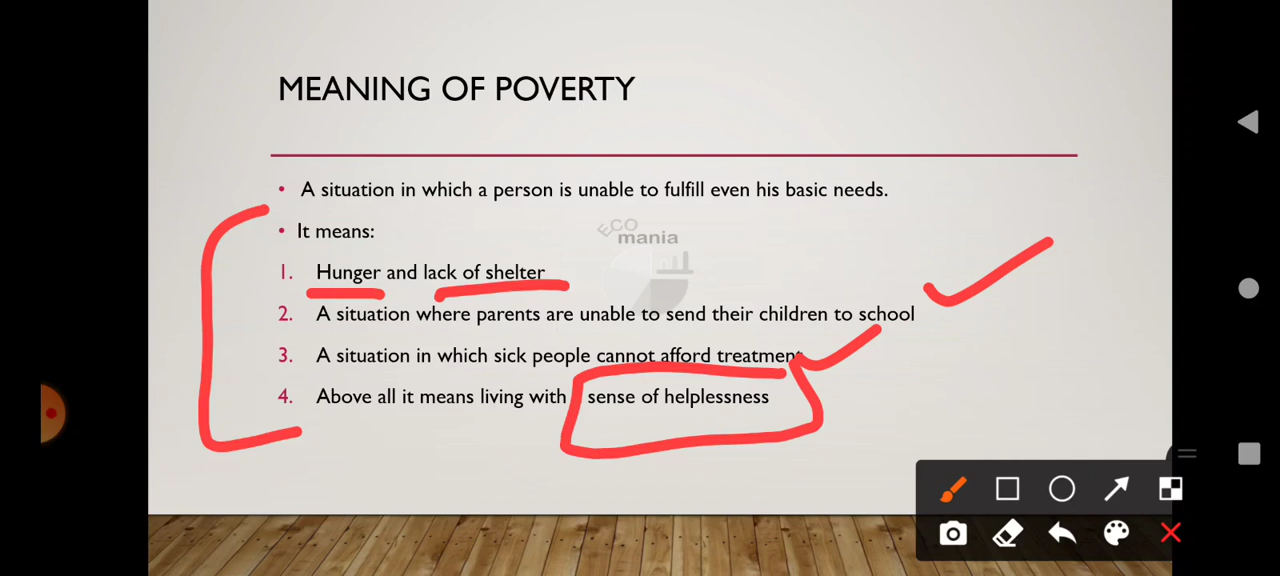 MEANING OF POVERTY
• A situation in which a person is unable to fulfill even his basic needs.
• It means:
ECO
mania
1. Hunger and lack of shelter
2. A situation where parents are unable to send their children to school
3. A situation in which sick people cannot afford treatment
4. Above all it means living with sense of helplessness